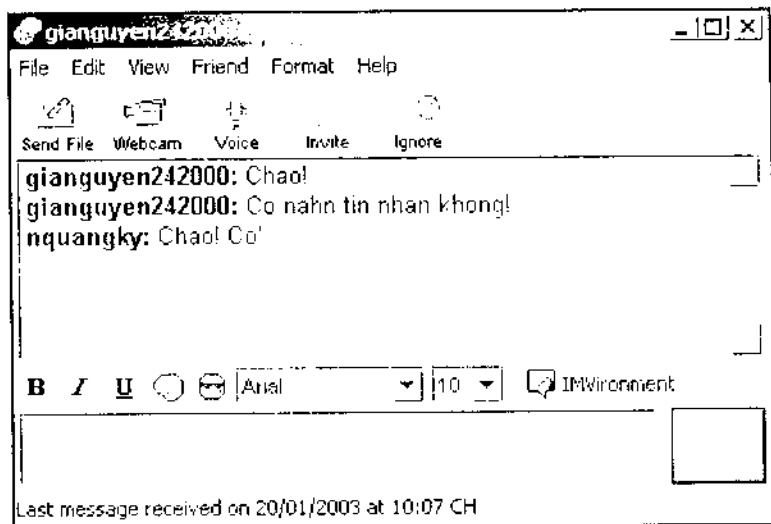 gianguyen242000
File Edit View Friend Format Help
Send File Webcam Voice Invite Ignore
gianguyen242000: Chao!
gianguyen242000: Co nahn tin nhan khong!
nquangky: Chao! Co'
B I U Arial 10 IMVironment
Last message received on 20/01/2003 at 10:07 CH